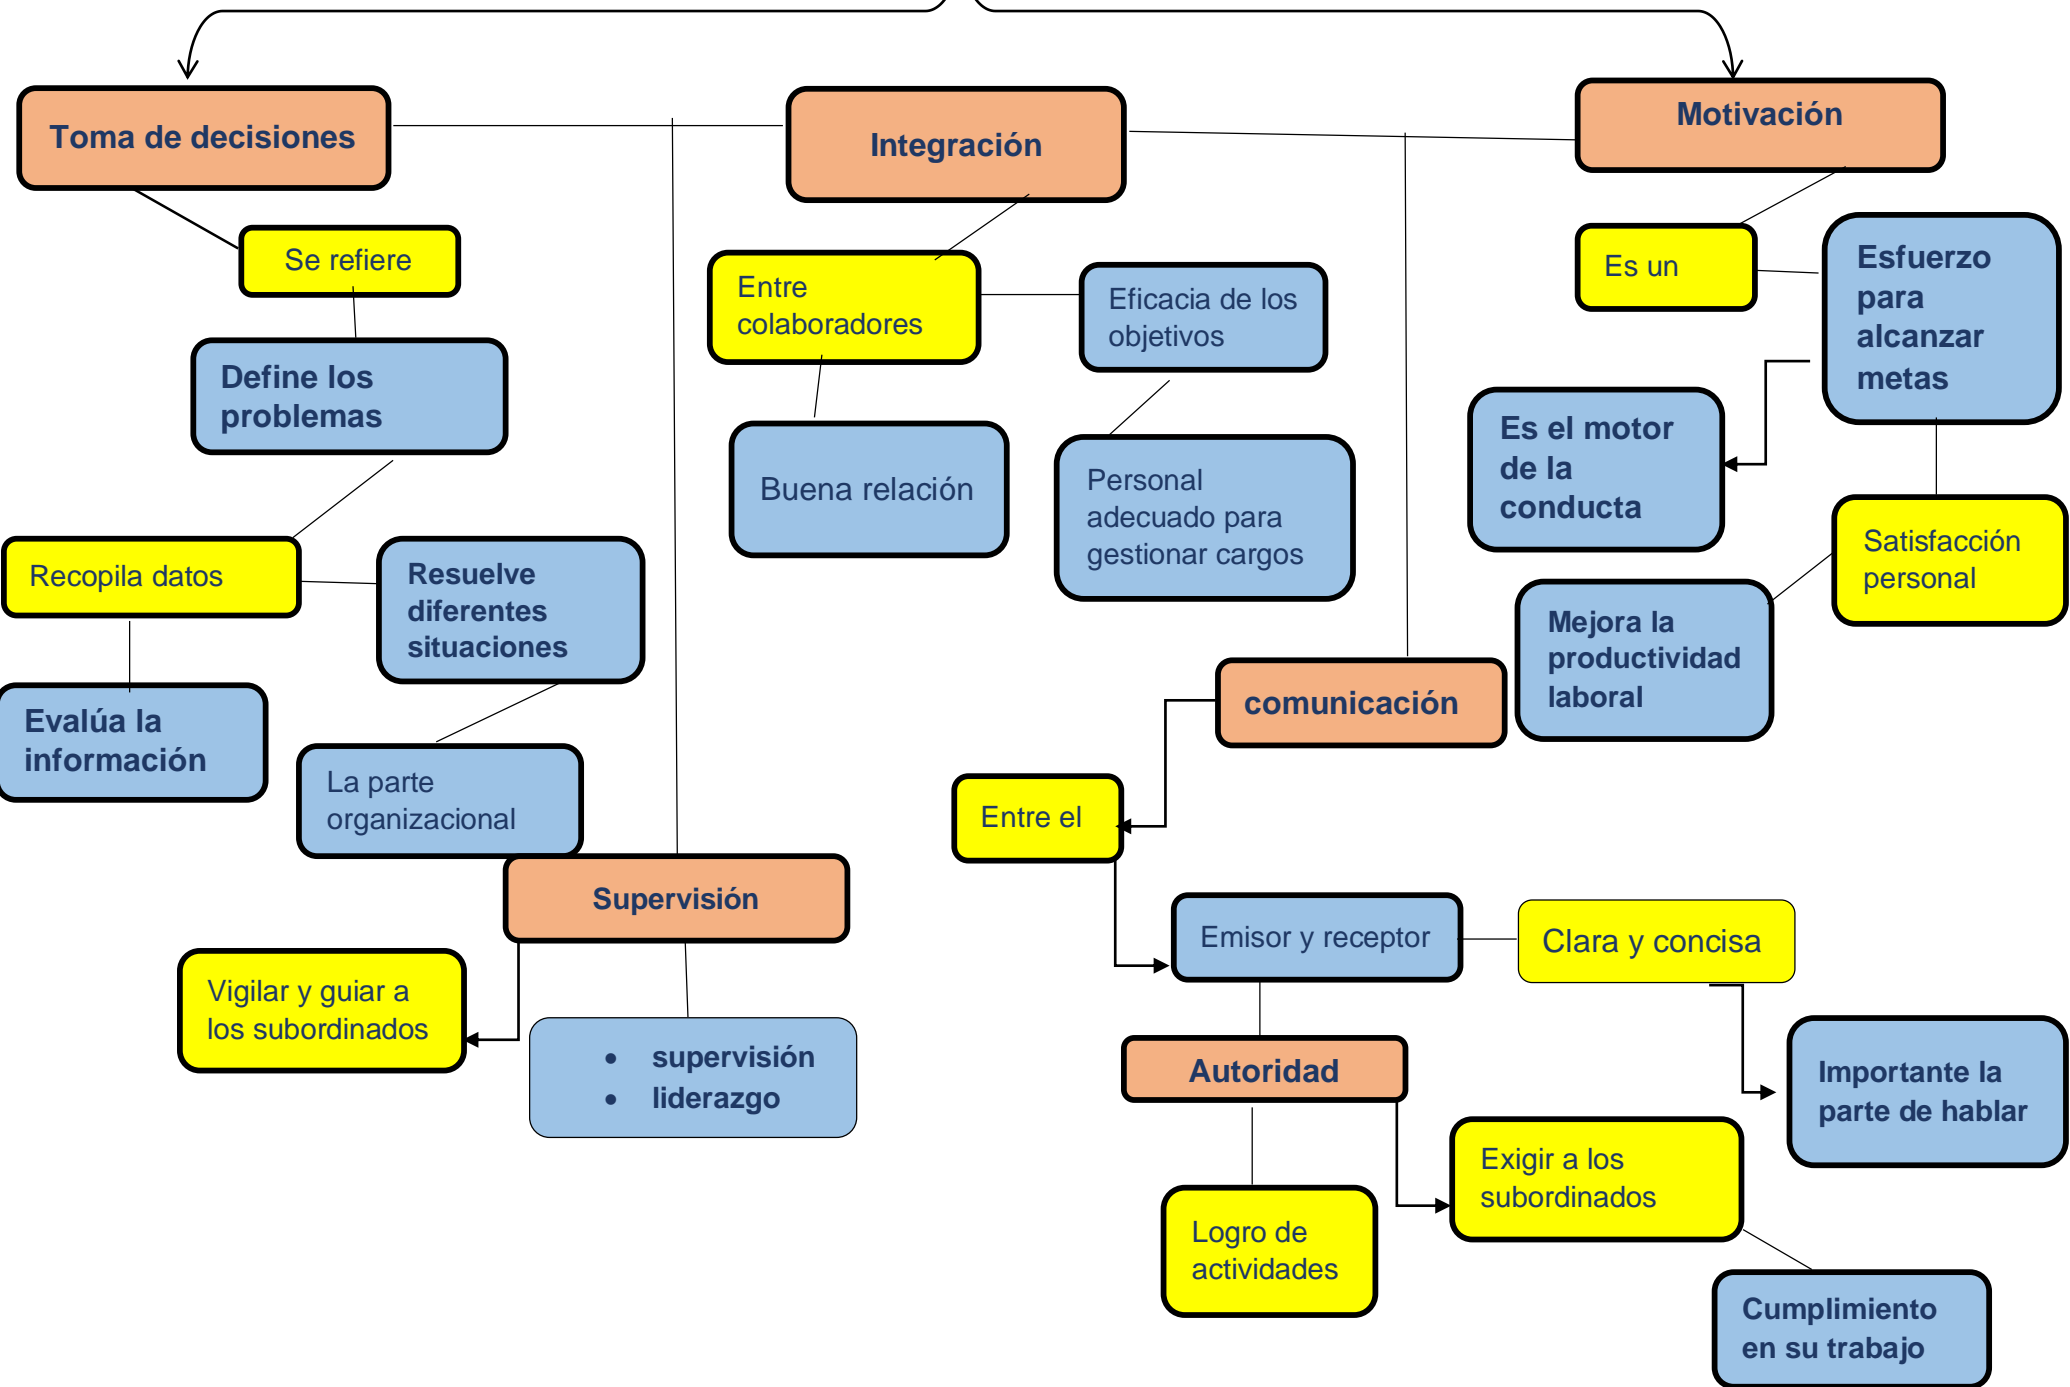 Toma de decisiones
Integración
Motivación
Se refiere
Entre
colaboradores
Eficacia de los
objetivos
Es un
Esfuerzo
para
alcanzar
metas
Define los
problemas
Buena relación
Personal
adecuado para
gestionar cargos
Es el motor
de la
conducta
Satisfacción
personal
Recopila datos
Resuelve
diferentes
situaciones
Mejora la
productividad
laboral
Evalúa la
información
La parte
organizacional
comunicación
Entre el
Supervisión
Emisor y receptor
Clara y concisa
Vigilar y guiar a
los subordinados
• supervisión
• liderazgo
Autoridad
Importante la
parte de hablar
Exigir a los
subordinados
Logro de
actividades
Cumplimiento
en su trabajo